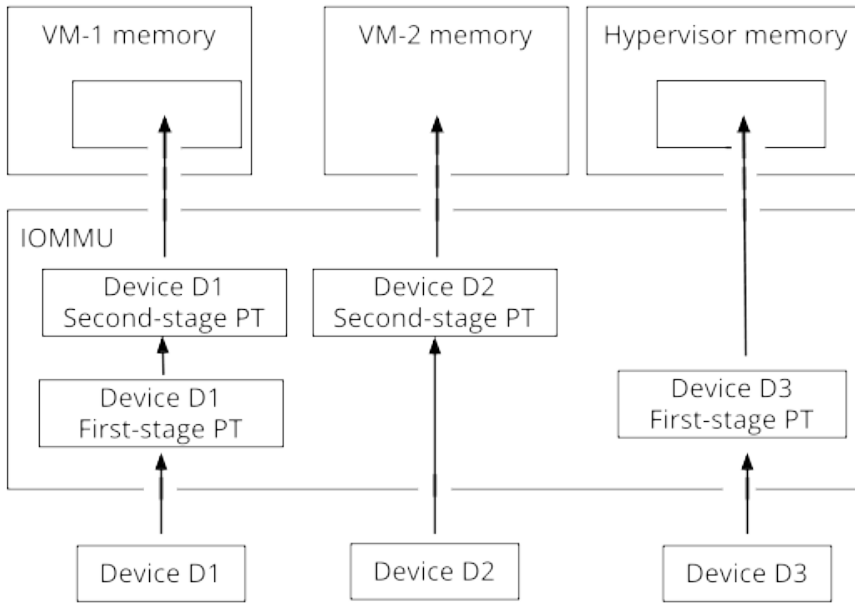 VM-1 memory
VM-2 memory
Hypervisor memory
IOMMU
Device D1
Second-stage PT
Device D2
Second-stage PT
Device D1
First-stage PT
Device D3
First-stage PT
Device D1
Device D2
Device D3